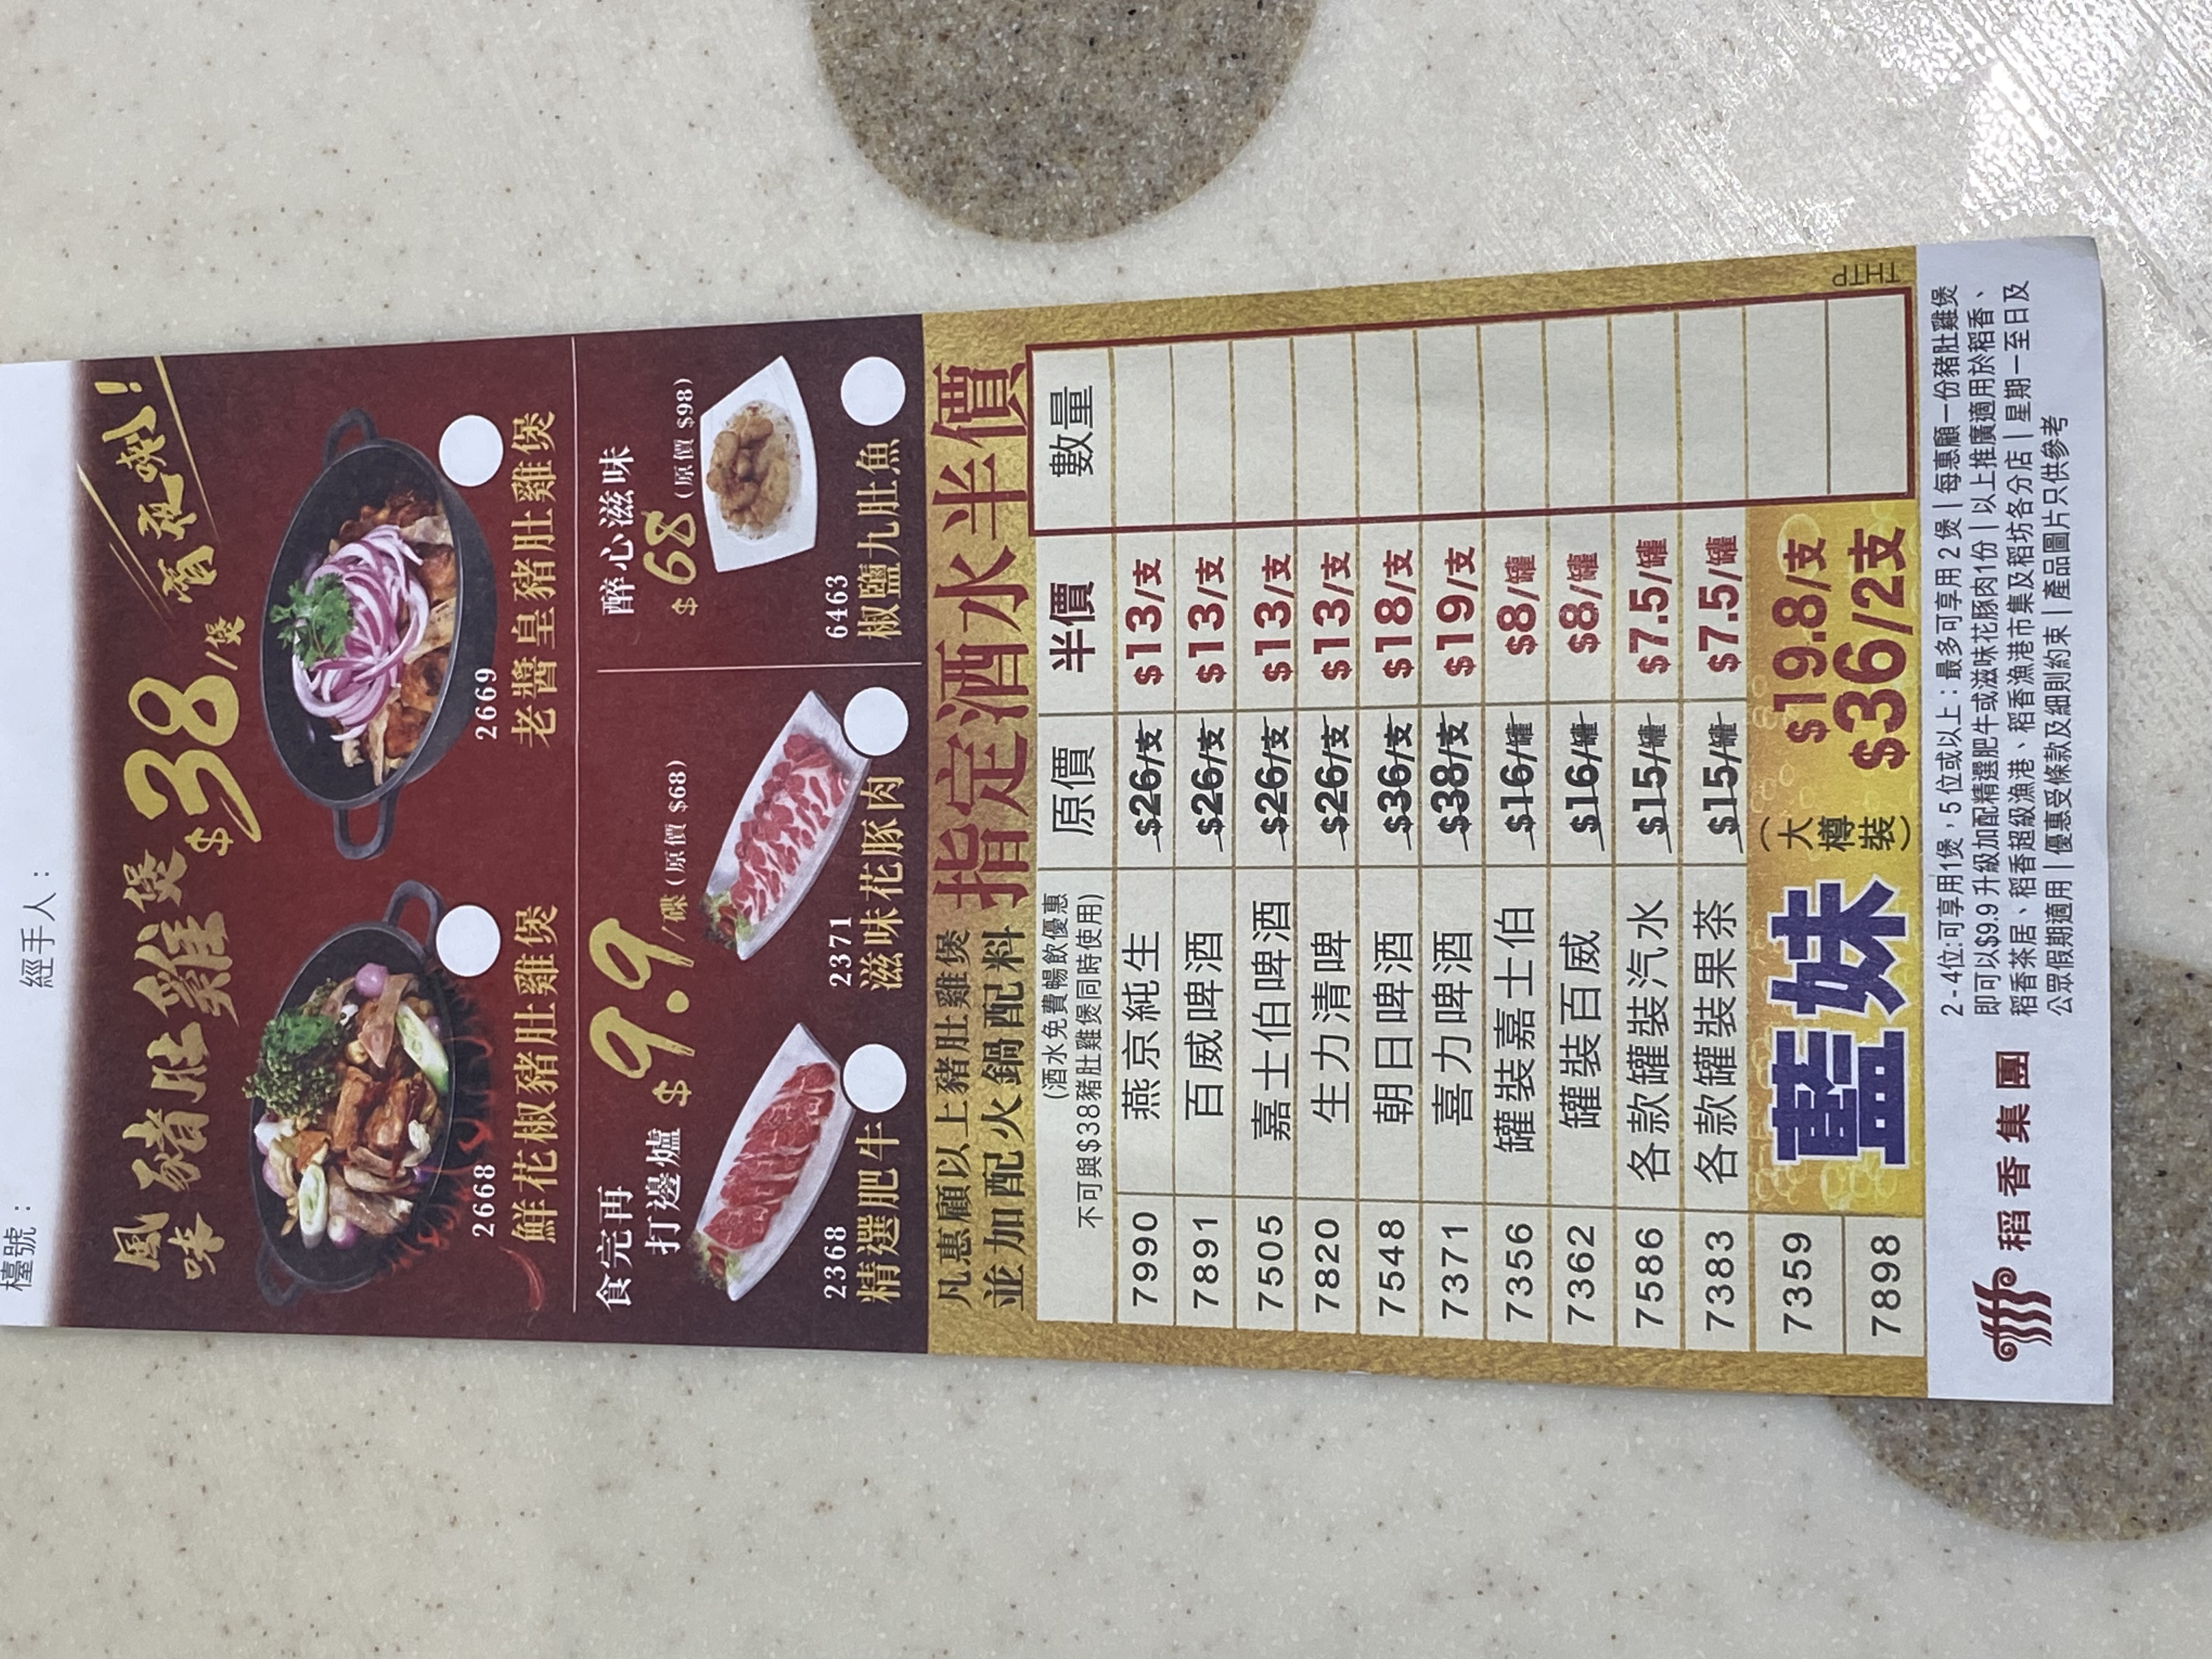 檯號：
經手人：
風味豬肚雞煲
$38/煲
2668
鮮花椒豬肚雞煲
2669
老醬皇豬肚雞煲
食完再
打邊爐
$9.9/碟(原價 $68)
2368
精選肥牛
2371
滋味花豚肉
醉心滋味
$68(原價 $98)
6463
椒鹽九肚魚
凡惠顧以上豬肚雞煲
並加配火鍋配料
指定酒水半價
(酒水免費暢飲優惠
不可與$38豬肚雞煲同時使用)
原價 半價 數量
7990 燕京純生 $26/支 $13/支
7891 百威啤酒 $26/支 $13/支
7505 嘉士伯啤酒 $26/支 $13/支
7820 生力清啤 $26/支 $13/支
7548 朝日啤酒 $36/支 $18/支
7371 喜力啤酒 $38/支 $19/支
7356 罐裝嘉士伯 $16/罐 $8/罐
7362 罐裝百威 $16/罐 $8/罐
7586 各款罐裝汽水 $15/罐 $7.5/罐
7383 各款罐裝果茶 $15/罐 $7.5/罐
7359 藍妹 (大樽裝) $19.8/支
7898 $36/2支
稻香集團
2-4位:可享用1煲，5位或以上：最多可享用2煲 | 每惠顧一份豬肚雞煲
即可以$9.9升級加配精選肥牛或滋味花豚肉1份 | 以上推廣適用於稻香、
稻香茶居、稻香超級漁港、稻香漁港市集及稻坊各分店 | 星期一至日及
公眾假期適用 | 優惠受條款及細則約束 | 產品圖片只供參考